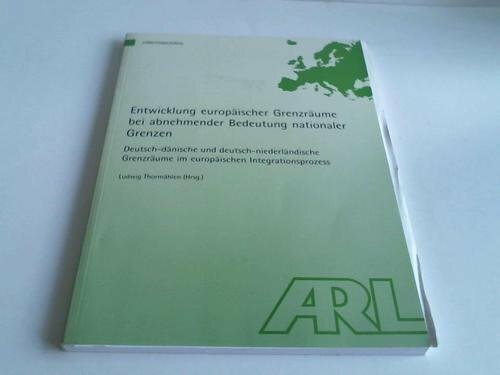 ARBEITSMATERIAL
Entwicklung europäischer Grenzräume
bei abnehmender Bedeutung nationaler
Grenzen
Deutsch-dänische und deutsch-niederländische
Grenzräume im europäischen Integrationsprozess
Ludwig Thormählen (Hrsg.)
ARL